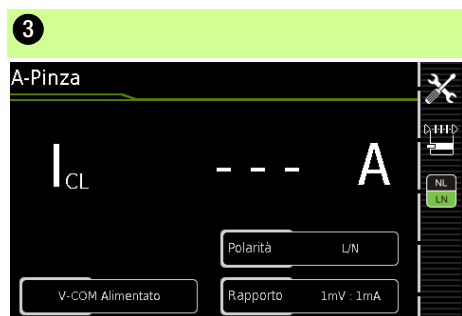 3
A-Pinza
I CL - - - A
NL
LN
Polarità L/N
V-COM Alimentato Rapporto 1mV : 1mA